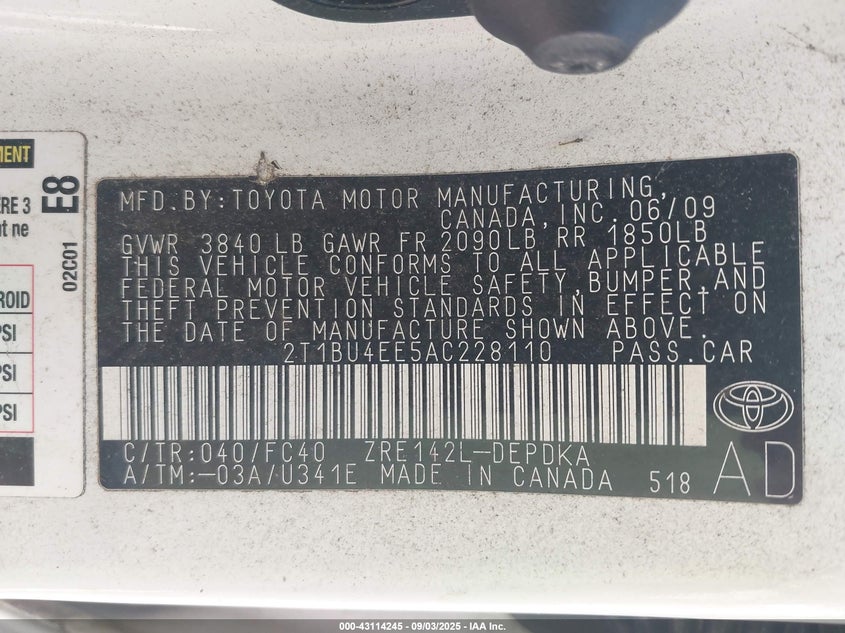 MENT
ERE 3
ut ne
E8
02C01
ROID
PSI
PSI
PSI
MFD.BY:TOYOTA MOTOR MANUFACTURING,
CANADA,INC. 06/09
GVWR 3840 LB GAWR FR 2090LB RR 1850LB
THIS VEHICLE CONFORMS TO ALL APPLICABLE
FEDERAL MOTOR VEHICLE SAFETY,BUMPER,AND
THEFT PREVENTION STANDARDS IN EFFECT ON
THE DATE OF MANUFACTURE SHOWN ABOVE.
2T1BU4EE5AC228110 PASS.CAR
C/TR:040/FC40 ZRE142L-DEPDKA
A/TM:-03A/U341E MADE IN CANADA 518
AD
000-43114245 - 09/03/2025 - IAA Inc.